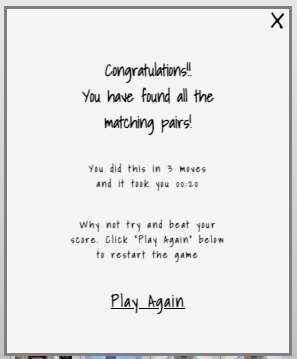 X
Congratulations!!
You have found all the
matching pairs!
You did this in 3 moves
and it took you 00:20
Why not try and beat your
score. Click "Play Again" below
to restart the game
Play Again